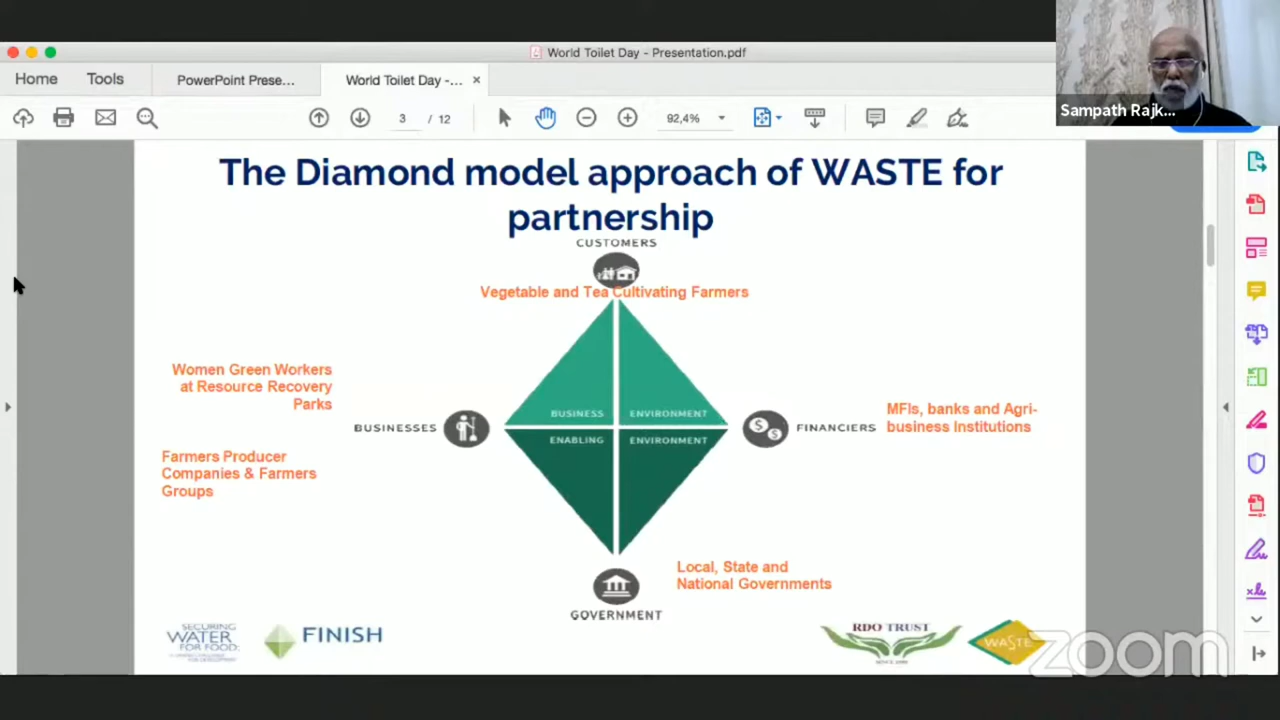 World Toilet Day - Presentation.pdf
Home
Tools
PowerPoint Prese...
World Toilet Day -...
×
3 / 12
92,4%
Sampath Rajk...
The Diamond model approach of WASTE for
partnership
CUSTOMERS
Vegetable and Tea Cultivating Farmers
Women Green Workers
at Resource Recovery
Parks
BUSINESSES
Farmers Producer
Companies & Farmers
Groups
BUSINESS ENVIRONMENT
ENABLING ENVIRONMENT
FINANCIERS
MFIs, banks and Agri-
business Institutions
Local, State and
National Governments
GOVERNMENT
SECURING
WATER
FOR FOOD:
FINISH
RDO TRUST
WASTE
zoom